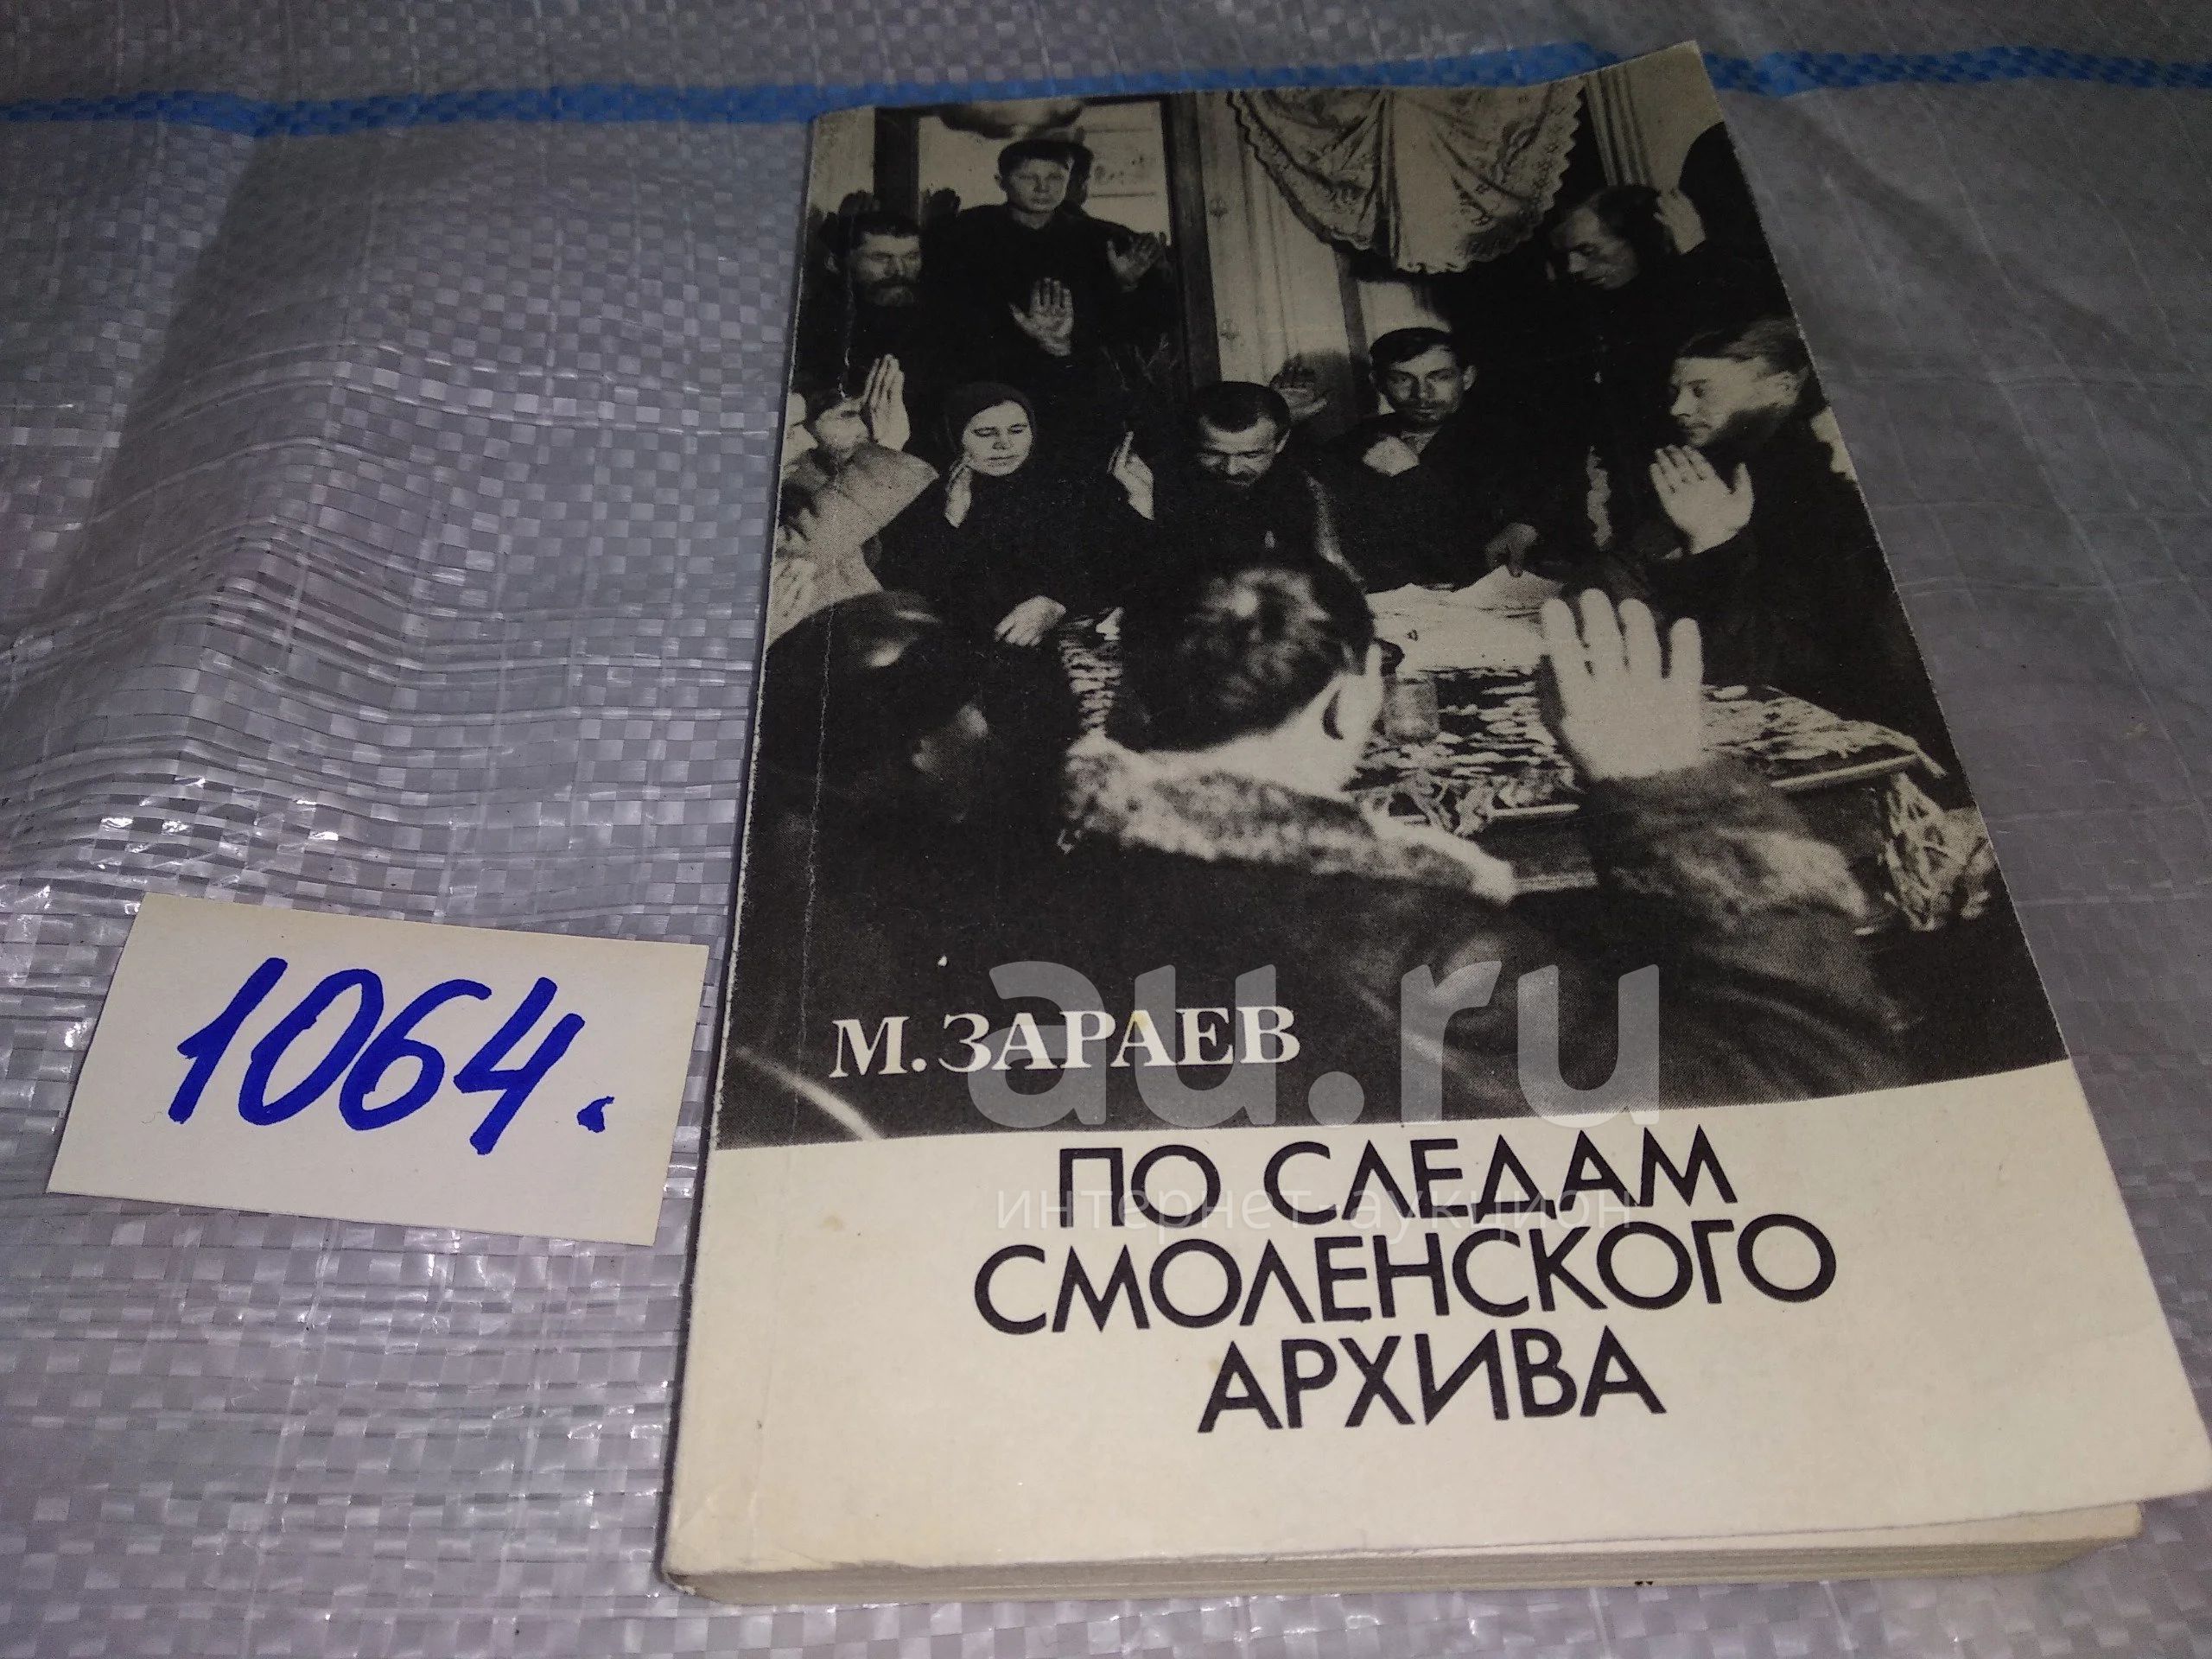 1064.
М. ЗАРАЕВ
au.ru
интернет аукцион
ПО СЛЕДАМ
СМОЛЕНСКОГО
АРХИВА